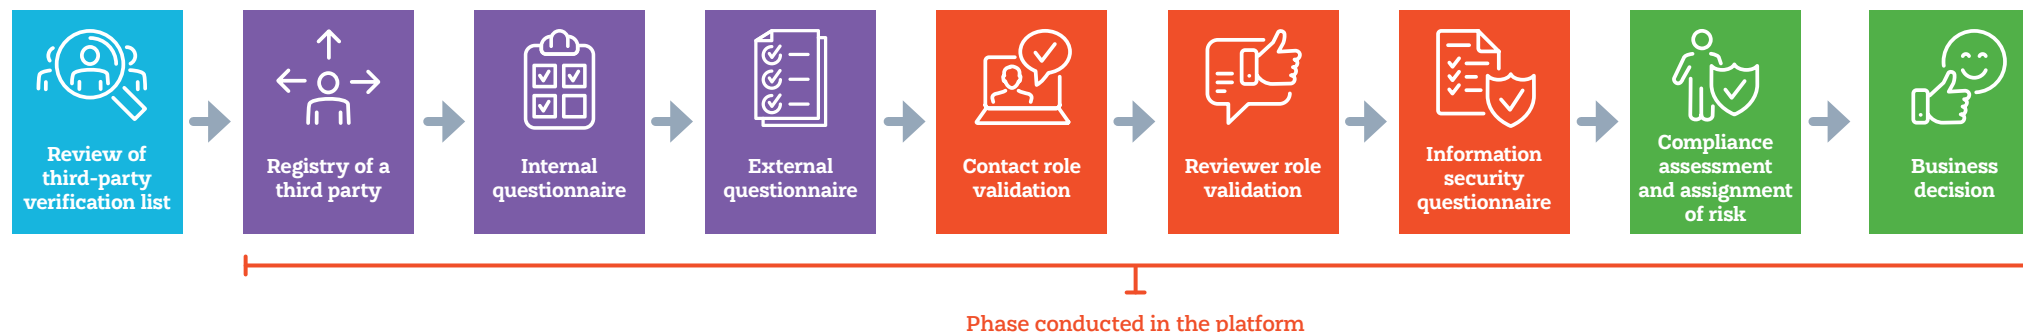 Review of
third-party
verification list
Registry of a
third party
Internal
questionnaire
External
questionnaire
Contact role
validation
Reviewer role
validation
Information
security
questionnaire
Compliance
assessment
and assignment
of risk
Business
decision
Phase conducted in the platform